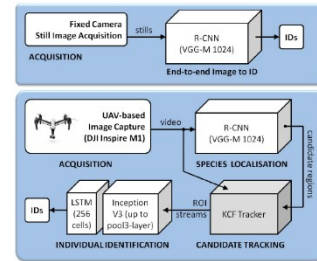 Fixed Camera
Still Image Acquisition
stills
R-CNN
(VGG-M 1024)
IDs
ACQUISITION
End-to-end Image to ID
UAV-based
Image Capture
(DJI Inspire M1)
video
R-CNN
(VGG-M 1024)
ACQUISITION
SPECIES LOCALISATION
candidate regions
IDs
LSTM
(256
cells)
Inception
V3 (up to
pool3-layer)
ROI
streams
KCF Tracker
INDIVIDUAL IDENTIFICATION
CANDIDATE TRACKING